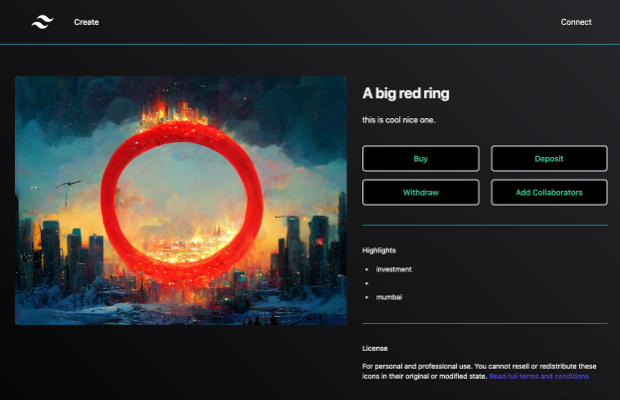 Create
Connect
A big red ring
this is cool nice one.
Buy
Deposit
Withdraw
Add Collaborators
Highlights
investment
mumbai
License
For personal and professional use. You cannot resell or redistribute these
icons in their original or modified state. Read full terms and conditions